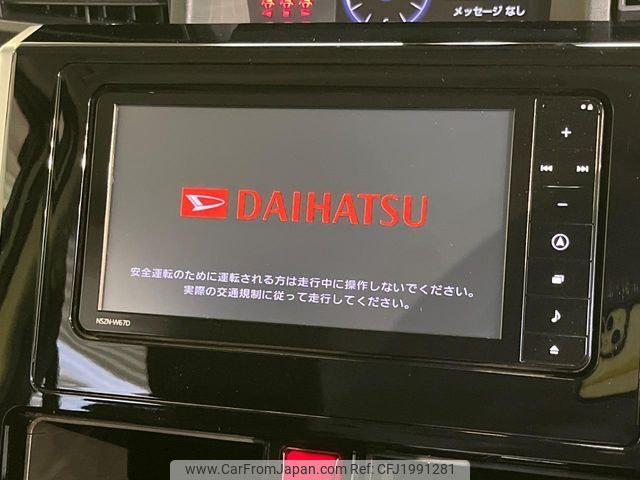 メッセージ なし
DAIHATSU
安全運転のために運転される方は走行中に操作しないでください。
実際の交通規制に従って走行してください。
NSZN-W67D
www.CarFromJapan.com | Stock ID: CFJ1991281